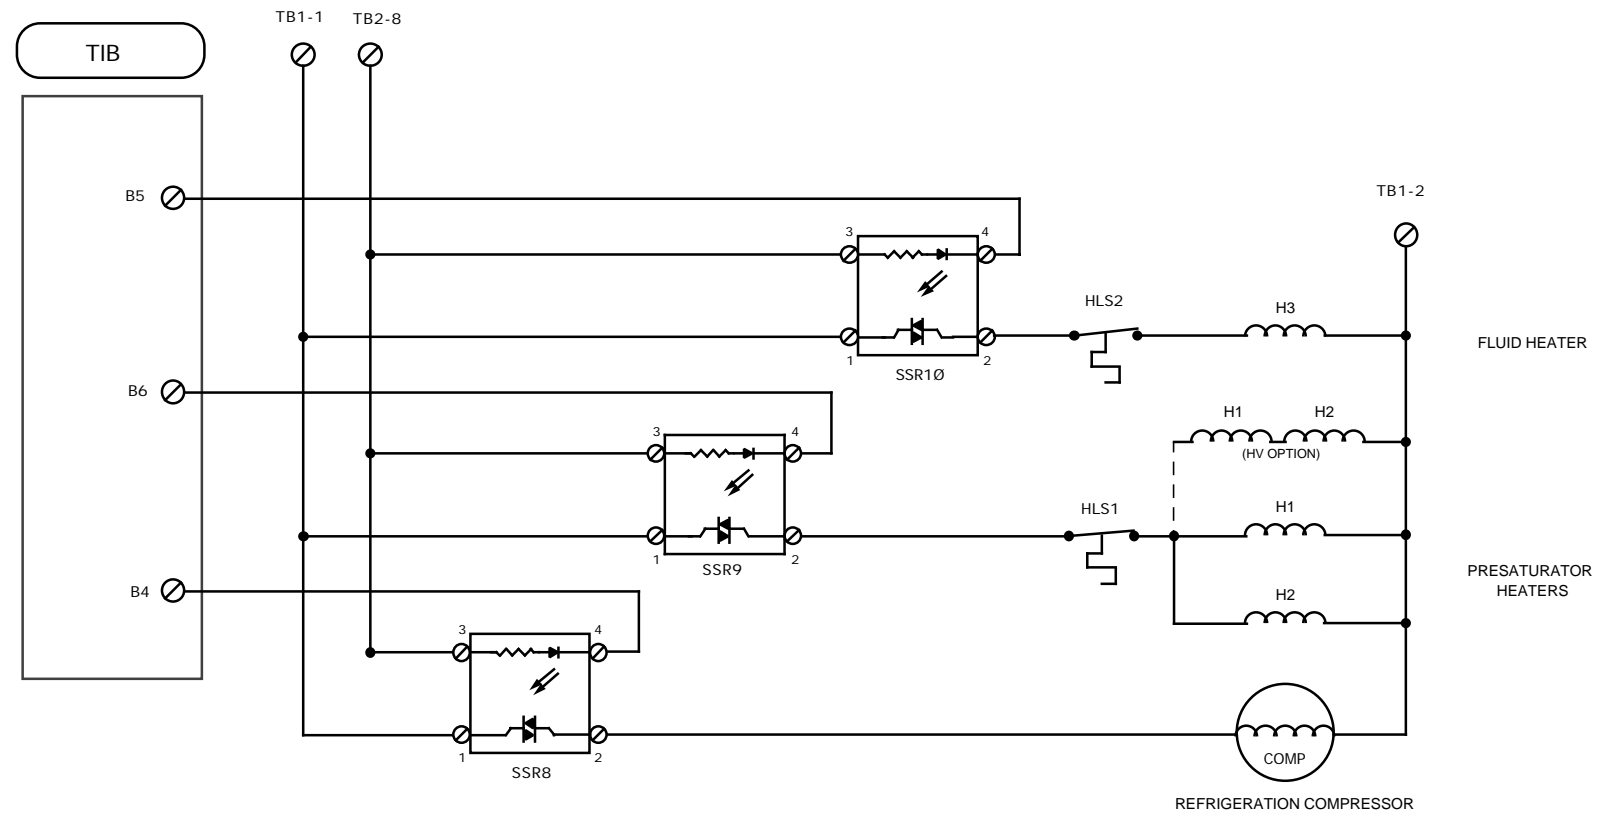 TB1-1 TB2-8
TIB
B5
TB1-2
3 4
HLS2
H3
FLUID HEATER
1 2
SSR1Ø
B6
H1 H2
(HV OPTION)
3 4
HLS1
H1
1 2
SSR9
PRESATURATOR
HEATERS
B4
H2
3 4
1 2
SSR8
COMP
REFRIGERATION COMPRESSOR